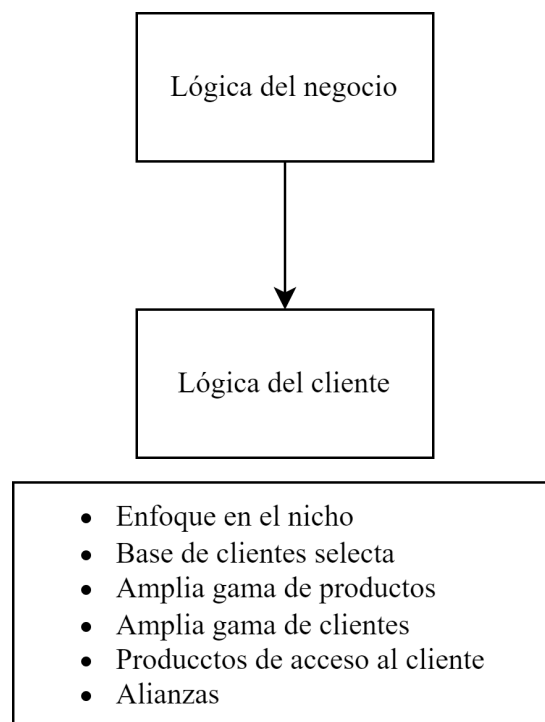 Lógica del negocio
Lógica del cliente
• Enfoque en el nicho
• Base de clientes selecta
• Amplia gama de productos
• Amplia gama de clientes
• Producctos de acceso al cliente
• Alianzas